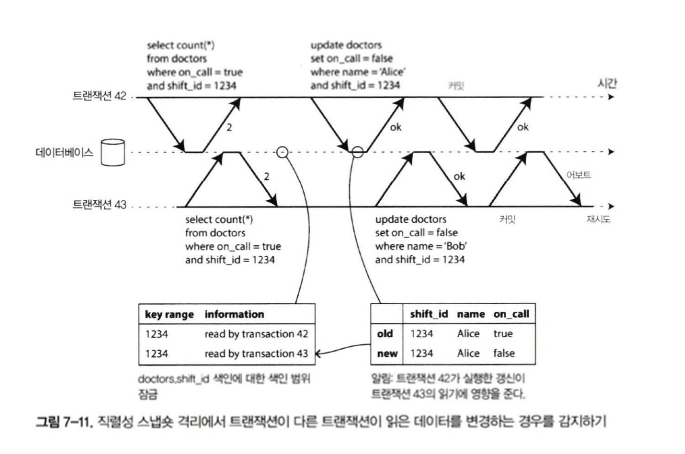 select count(*)
from doctors
where on_call = true
and shift_id = 1234
update doctors
set on_call = false
where name = 'Alice'
and shift_id = 1234
커밋
시간
트랜잭션 42
2
ok
ok
데이터베이스
2
ok
어보트
트랜잭션 43
select count(*)
from doctors
where on_call = true
and shift_id = 1234
update doctors
set on_call = false
where name = 'Bob'
and shift_id = 1234
커밋
재시도
key range information
1234 read by transaction 42
1234 read by transaction 43
doctors.shift_id 색인에 대한 색인 범위
잠금
shift_id name on_call
old 1234 Alice true
new 1234 Alice false
알림: 트랜잭션 42가 실행한 갱신이
트랜잭션 43의 읽기에 영향을 준다.
그림 7-11. 직렬성 스냅숏 격리에서 트랜잭션이 다른 트랜잭션이 읽은 데이터를 변경하는 경우를 감지하기